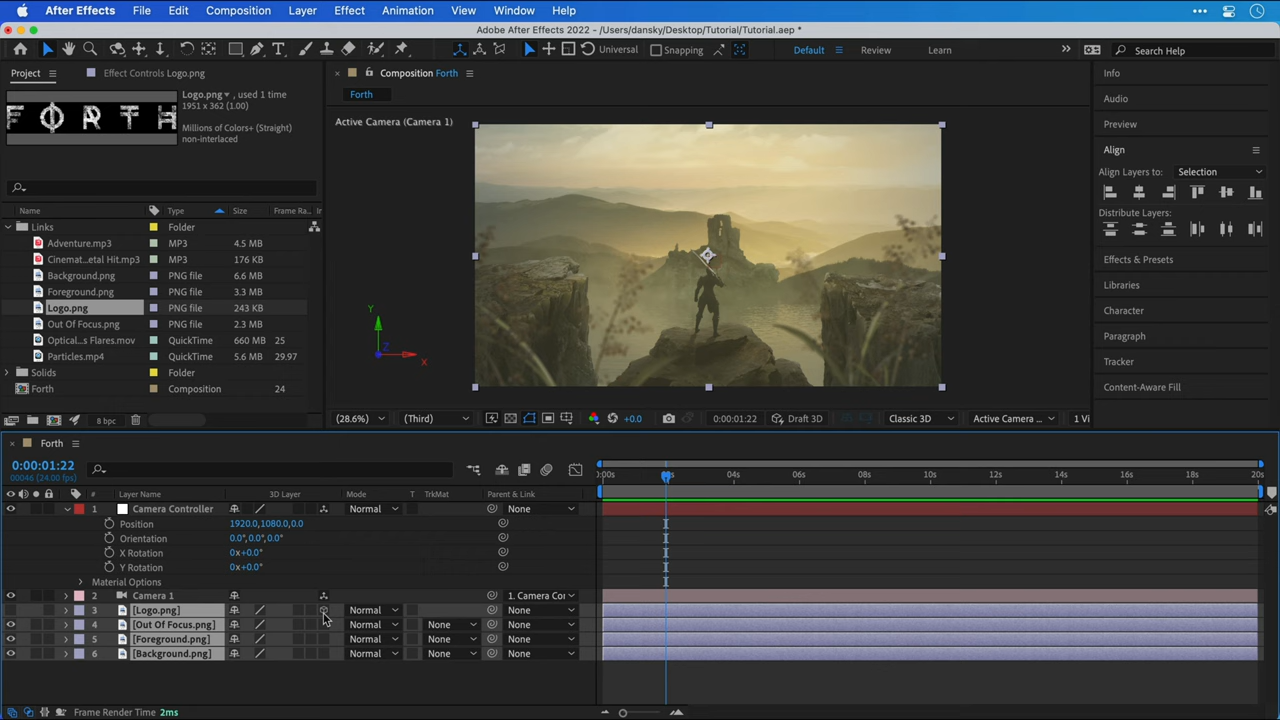 After Effects File Edit Composition Layer Effect Animation View Window Help
Adobe After Effects 2022 - /Users/dansky/Desktop/Tutorial/Tutorial.aep *
Universal Snapping Default Review Learn Search Help
Project Effect Controls Logo.png Composition Forth Info
Logo.png , used 1 time
1951 x 362 (1.00)
Millions of Colors+ (Straight)
non-interlaced
FORTH
Forth
Audio
Active Camera (Camera 1)
Preview
Align
Align Layers to: Selection
Distribute Layers:
Effects & Presets
Libraries
Character
Paragraph
Tracker
Content-Aware Fill
Name Type Size Frame Ra.. In
Links Folder
Adventure.mp3 MP3 4.5 MB
Cinemat...etal Hit.mp3 MP3 176 KB
Background.png PNG file 6.6 MB
Foreground.png PNG file 3.3 MB
Logo.png PNG file 243 KB
Out Of Focus.png PNG file 2.3 MB
Optical...s Flares.mov QuickTime 660 MB 25
Particles.mp4 QuickTime 5.6 MB 29.97
Solids Folder
Forth Composition 24
Y
Z
X
8 bpc
(28.6%) (Third) +0.0 0:00:01:22 Draft 3D Classic 3D Active Camera ... 1 Vi
Forth
0:00:01:22
00046 (24.00 fps)
:00s 04s 06s 08s 10s 12s 14s 16s 18s 20s
# Layer Name 3D Layer Mode T TrkMat Parent & Link
1 Camera Controller Normal None
Position 1920.0,1080.0,0.0
Orientation 0.0°,0.0°,0.0°
X Rotation 0x+0.0°
Y Rotation 0x+0.0°
Material Options
2 Camera 1 1. Camera Cor
3 [Logo.png] Normal None
4 [Out Of Focus.png] Normal None None
5 [Foreground.png] Normal None None
6 [Background.png] Normal None None
Frame Render Time 2ms